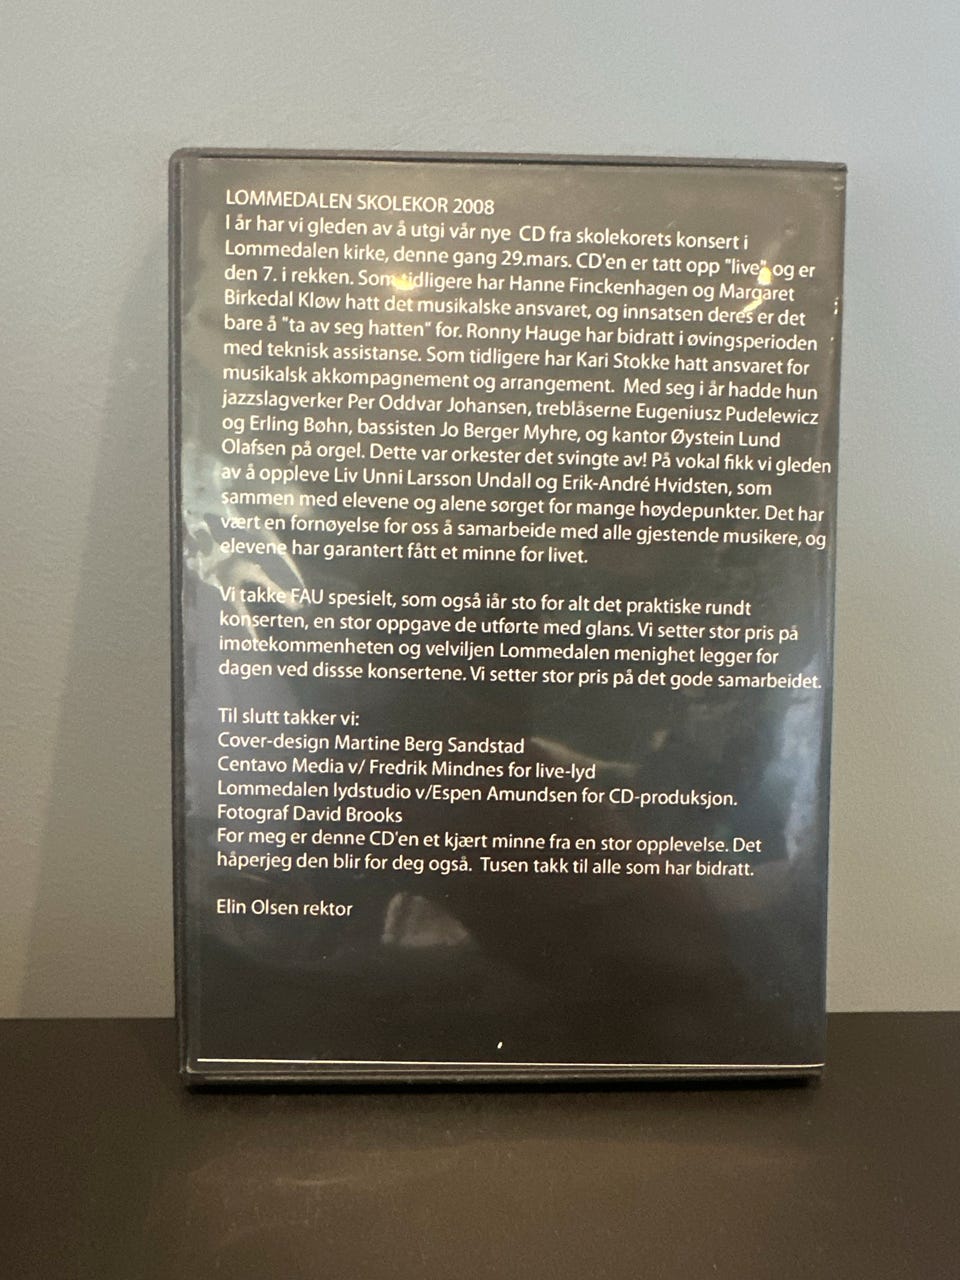 LOMMEDALEN SKOLEKOR 2008
I år har vi gleden av å utgi vår nye CD fra skolekorets konsert i
Lommedalen kirke, denne gang 29.mars. CD'en er tatt opp "live" og er
den 7. i rekken. Som tidligere har Hanne Finckenhagen og Margaret
Birkedal Kløw hatt det musikalske ansvaret, og innsatsen deres er det
bare å "ta av seg hatten" for. Ronny Hauge har bidratt i øvingsperioden
med teknisk assistanse. Som tidligere har Kari Stokke hatt ansvaret for
musikalsk akkompagnement og arrangement. Med seg i år hadde hun
jazzslagverker Per Oddvar Johansen, treblåserne Eugeniusz Pudelewicz
og Erling Bøhn, bassisten Jo Berger Myhre, og kantor Øystein Lund
Olafsen på orgel. Dette var orkester det svingte av! På vokal fikk vi gleden
av å oppleve Liv Unni Larsson Undall og Erik-André Hvidsten, som
sammen med elevene og alene sørget for mange høydepunkter. Det har
vært en fornøyelse for oss å samarbeide med alle gjestende musikere, og
elevene har garantert fått et minne for livet.
Vi takke FAU spesielt, som også iår sto for alt det praktiske rundt
konserten, en stor oppgave de utførte med glans. Vi setter stor pris på
imøtekommenheten og velviljen Lommedalen menighet legger for
dagen ved dissse konsertene. Vi setter stor pris på det gode samarbeidet.
Til slutt takker vi:
Cover-design Martine Berg Sandstad
Centavo Media v/ Fredrik Mindnes for live-lyd
Lommedalen lydstudio v/Espen Amundsen for CD-produksjon.
Fotograf David Brooks
For meg er denne CD'en et kjært minne fra en stor opplevelse. Det
håperjeg den blir for deg også. Tusen takk til alle som har bidratt.
Elin Olsen rektor